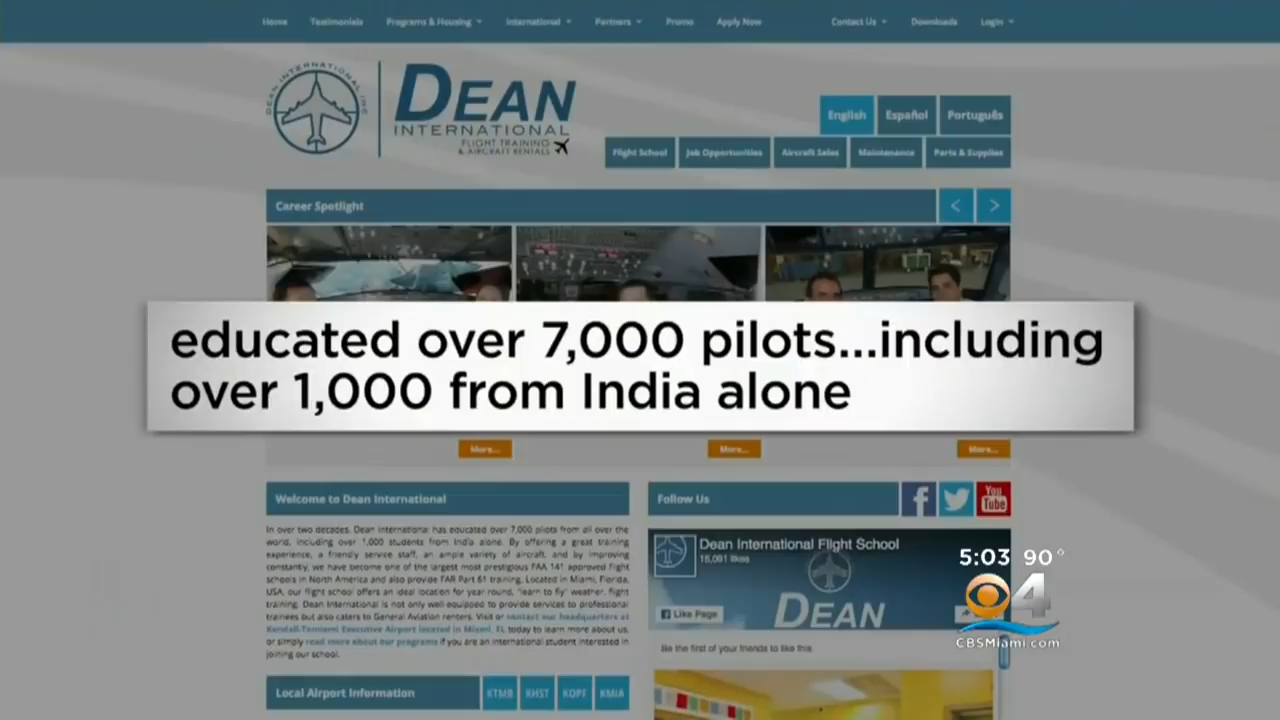 Home Testimonials Programs & Housing International Partners Promo Apply Now Contact Us Downloads Login
DEAN INTERNATIONAL INC
DEAN
INTERNATIONAL
FLIGHT TRAINING
& AIRCRAFT RENTALS
English Español Português
Flight School Job Opportunities Aircraft Sales Maintenance Parts & Supplies
Career Spotlight < >
educated over 7,000 pilots...including
over 1,000 from India alone
More... More... More...
Welcome to Dean International
In over two decades, Dean International has educated over 7,000 pilots from all over the
world, including over 1,000 students from India alone. By offering a great training
experience, a friendly service staff, an ample variety of aircraft, and by improving
constantly, we have become one of the largest most prestigious FAA 141 approved flight
schools in North America and also provide FAR Part 61 training. Located in Miami, Florida,
USA, our flight school offers an ideal location for year round, "learn to fly" weather, flight
training. Dean International is not only well equipped to provide services to professional
trainees but also caters to General Aviation renters. Visit or contact our headquarters at
Kendall-Tamiami Executive Airport located in Miami, FL today to learn more about us,
or simply read more about our programs if you are an international student interested in
joining our school.
Local Airport Information KTMB KHST KOPF KMIA
Follow Us
You
Tube
Dean International Flight School
Like Page
DEAN
Be the first of your friends to like this
5:03 90°
4
CBSMiami.com